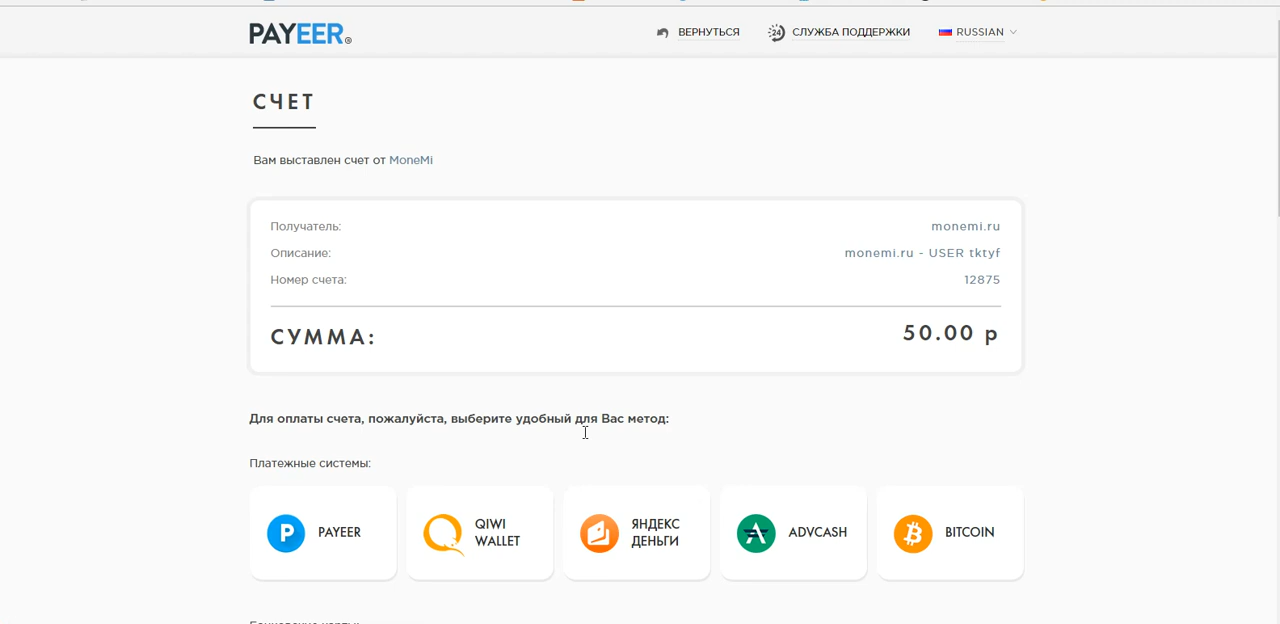 PAYEER®
ВЕРНУТЬСЯ
24 СЛУЖБА ПОДДЕРЖКИ
RUSSIAN
СЧЕТ
Вам выставлен счет от MoneMi
Получатель: monemi.ru
Описание: monemi.ru - USER tktyf
Номер счета: 12875
СУММА: 50.00 р
Для оплаты счета, пожалуйста, выберите удобный для Вас метод:
Платежные системы:
PAYEER
QIWI
WALLET
ЯНДЕКС
ДЕНЬГИ
ADVCASH
BITCOIN